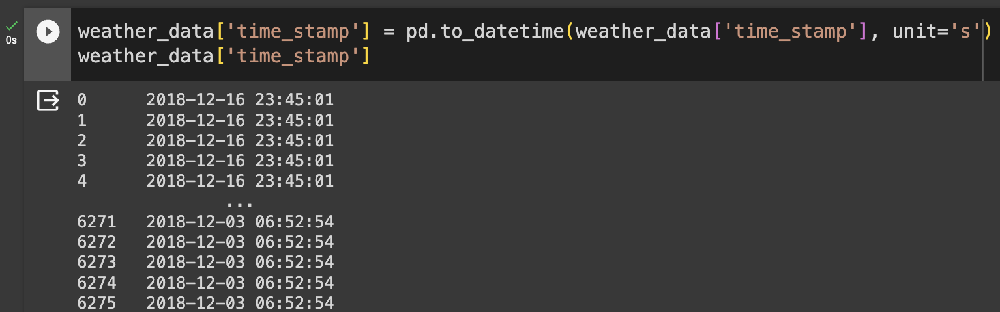 weather_data['time_stamp'] = pd.to_datetime(weather_data['time_stamp'], unit='s')
0s
weather_data['time_stamp']
0 2018-12-16 23:45:01
1 2018-12-16 23:45:01
2 2018-12-16 23:45:01
3 2018-12-16 23:45:01
4 2018-12-16 23:45:01
...
6271 2018-12-03 06:52:54
6272 2018-12-03 06:52:54
6273 2018-12-03 06:52:54
6274 2018-12-03 06:52:54
6275 2018-12-03 06:52:54